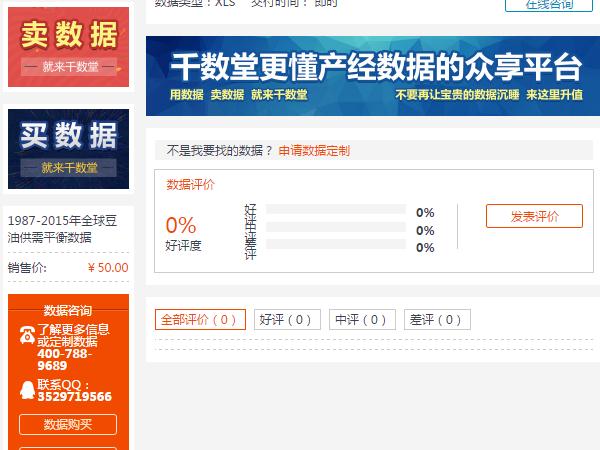 卖数据
就来千数堂
买数据
就来千数堂
1987-2015年全球豆
油供需平衡数据
销售价:
¥ 50.00
数据咨询
了解更多信息
或定制数据
400-788-
9689
联系QQ：
3529719566
数据购买
数据类型：XLS 交付时间：即时
在线咨询
千数堂更懂产经数据的众享平台
用数据 卖数据 就来千数堂
不要再让宝贵的数据沉睡 来这里升值
不是我要找的数据？ 申请数据定制
数据评价
0%
好评度
好评
0%
中评
0%
差评
0%
发表评价
全部评价（0）
好评（0）
中评（0）
差评（0）